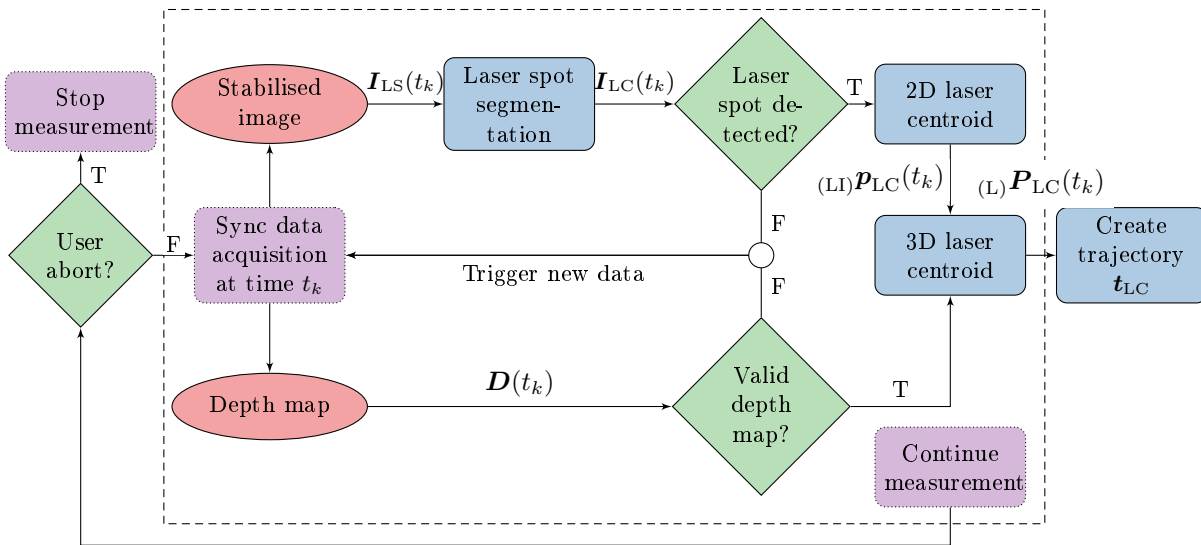 Stop
measurement
T
User
abort?
F
Stabilised
image
I_LS(t_k)
Laser spot
segmen-
tation
I_LC(t_k)
Laser
spot de-
tected?
T
2D laser
centroid
(LI)p_LC(t_k)
(L)P_LC(t_k)
F
Sync data
acquisition
at time t_k
Trigger new data
3D laser
centroid
Create
trajectory
t_LC
F
Depth map
D(t_k)
Valid
depth
map?
T
Continue
measurement